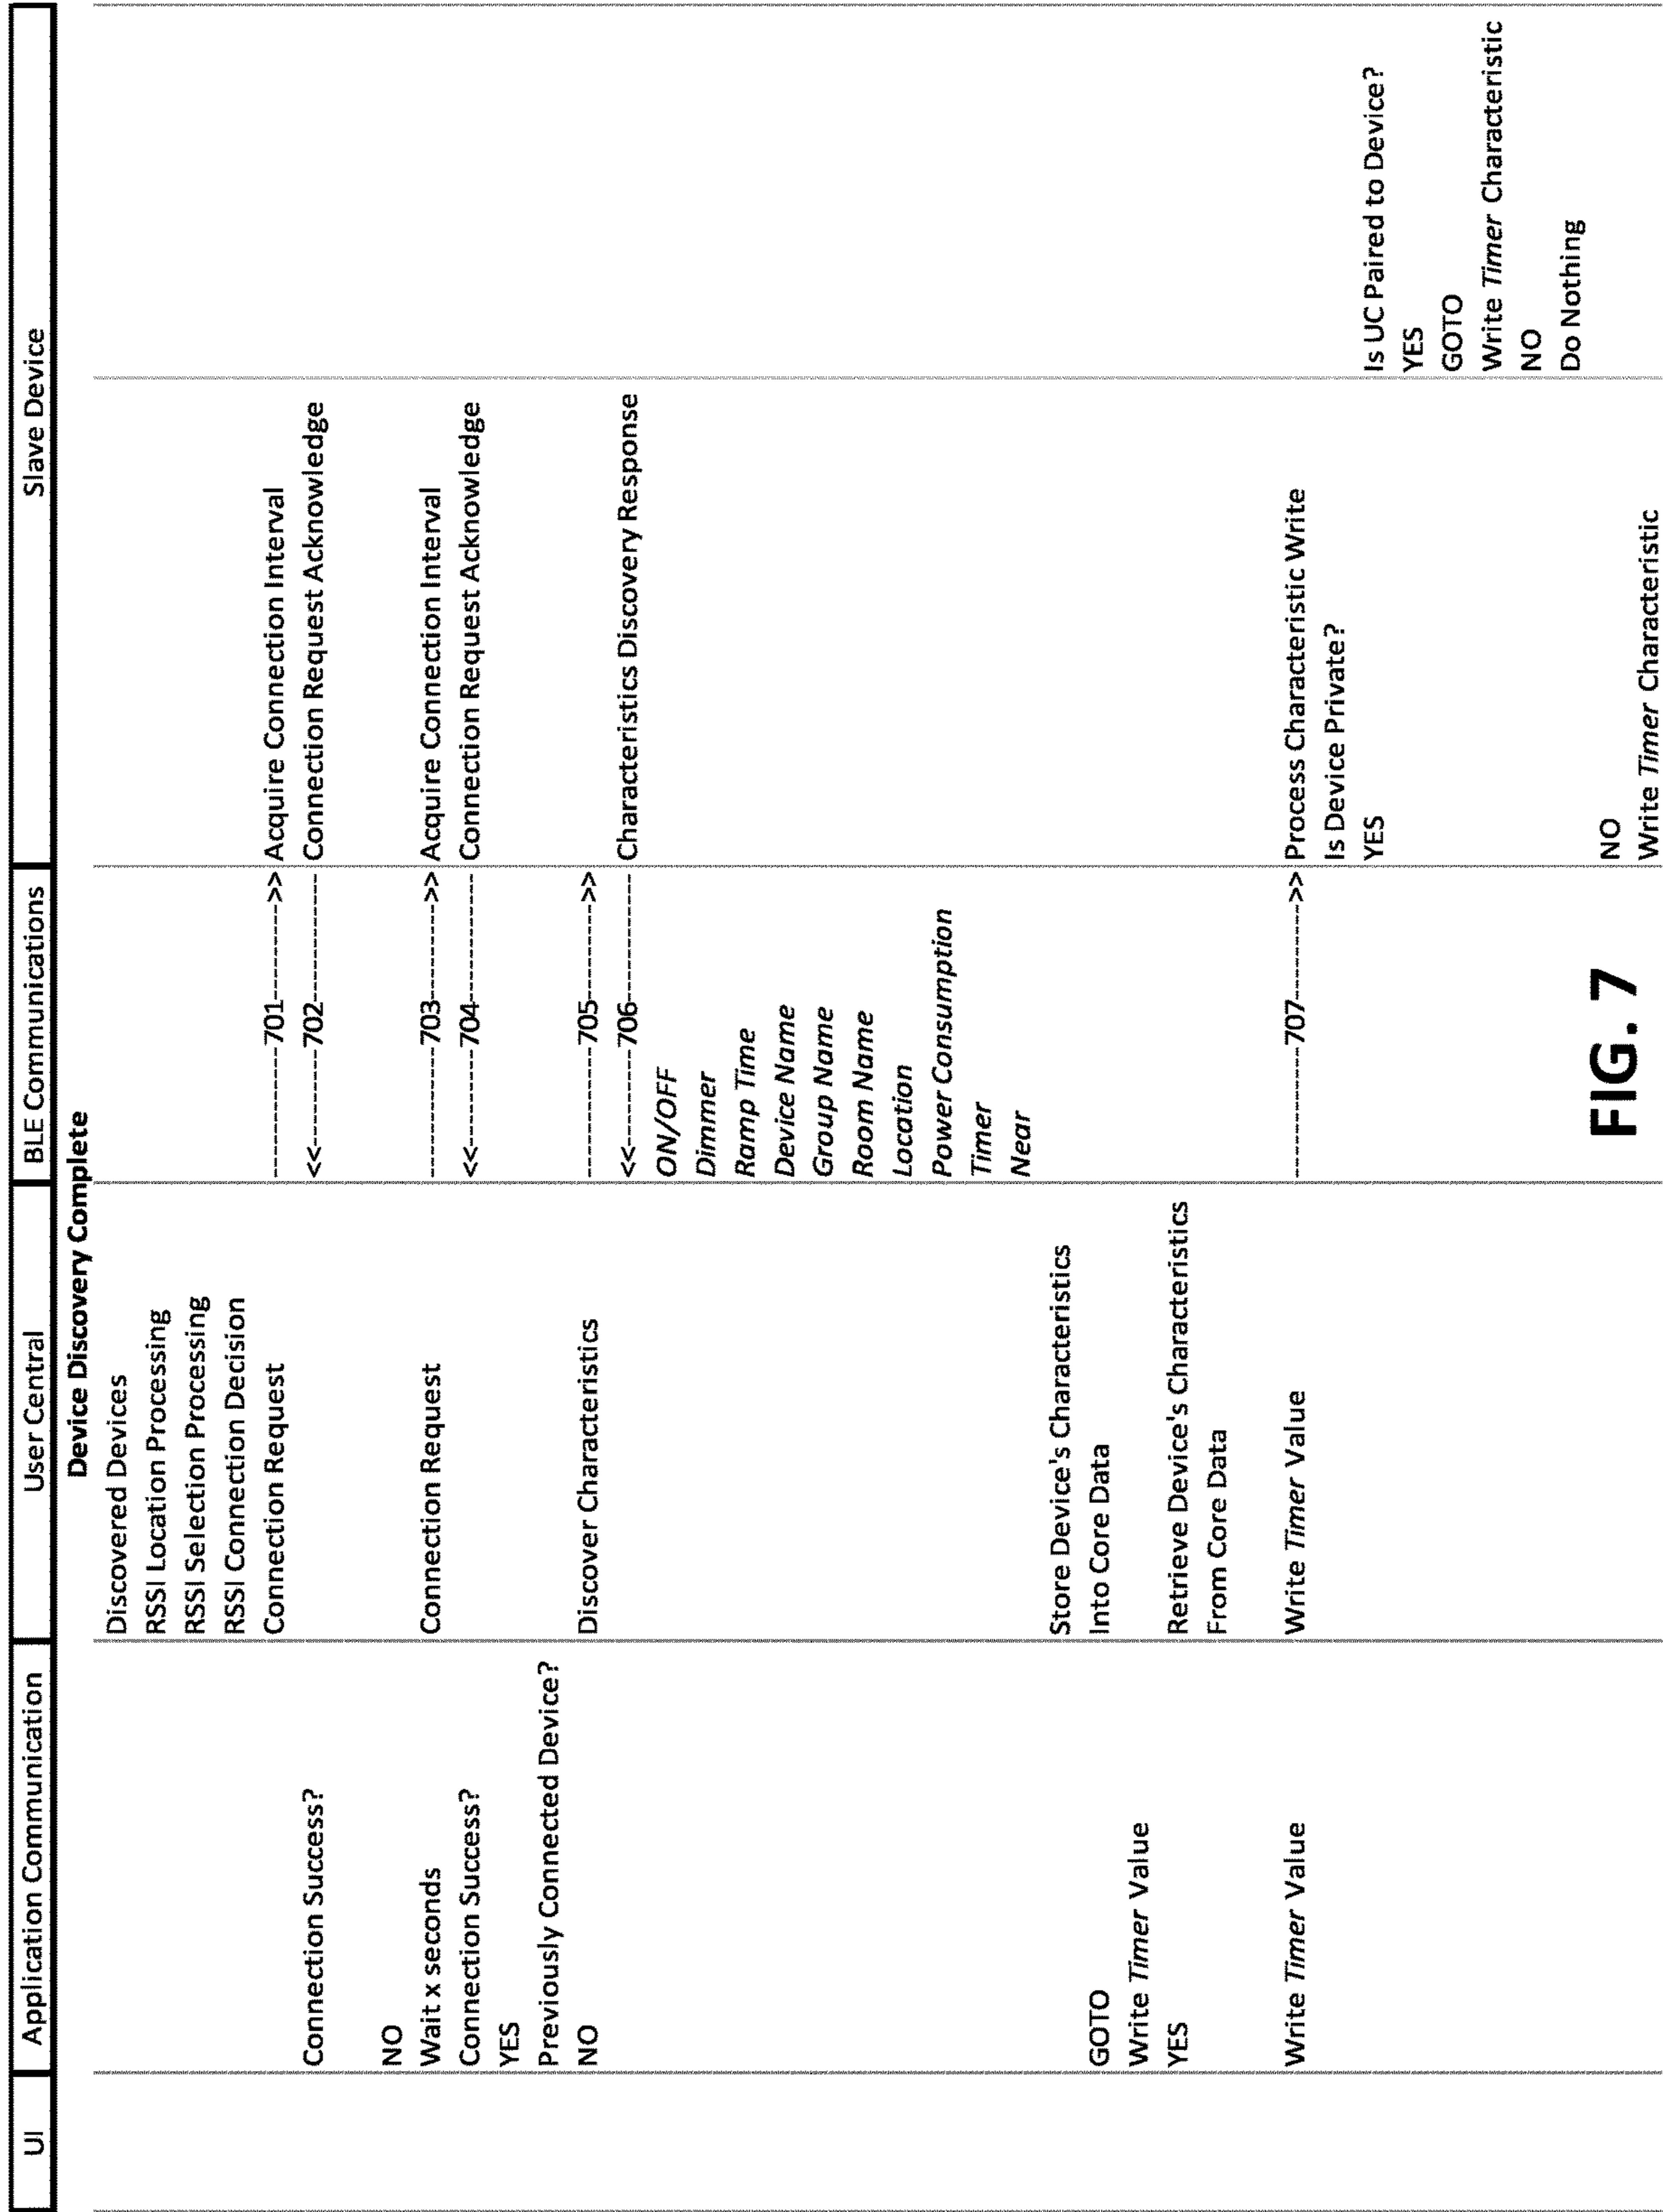 UI Application Communication User Central BLE Communications Slave Device
Device Discovery Complete
Discovered Devices
RSSI Location Processing
RSSI Selection Processing
RSSI Connection Decision
Connection Request ------------701---------->> Acquire Connection Interval
Connection Success? <<----------702------------ Connection Request Acknowledge
NO
Wait x seconds Connection Request ------------703---------->> Acquire Connection Interval
Connection Success? <<----------704------------ Connection Request Acknowledge
YES
Previously Connected Device?
NO Discover Characteristics ------------705---------->>
<<----------706------------ Characteristics Discovery Response
ON/OFF
Dimmer
Ramp Time
Device Name
Group Name
Room Name
Location
Power Consumption
Timer
Near
Store Device's Characteristics
GOTO Into Core Data
Write Timer Value
YES Retrieve Device's Characteristics
From Core Data
Write Timer Value Write Timer Value ------------707---------->> Process Characteristic Write
Is Device Private?
YES Is UC Paired to Device?
YES
GOTO
Write Timer Characteristic
NO
Do Nothing
NO
Write Timer Characteristic
FIG. 7